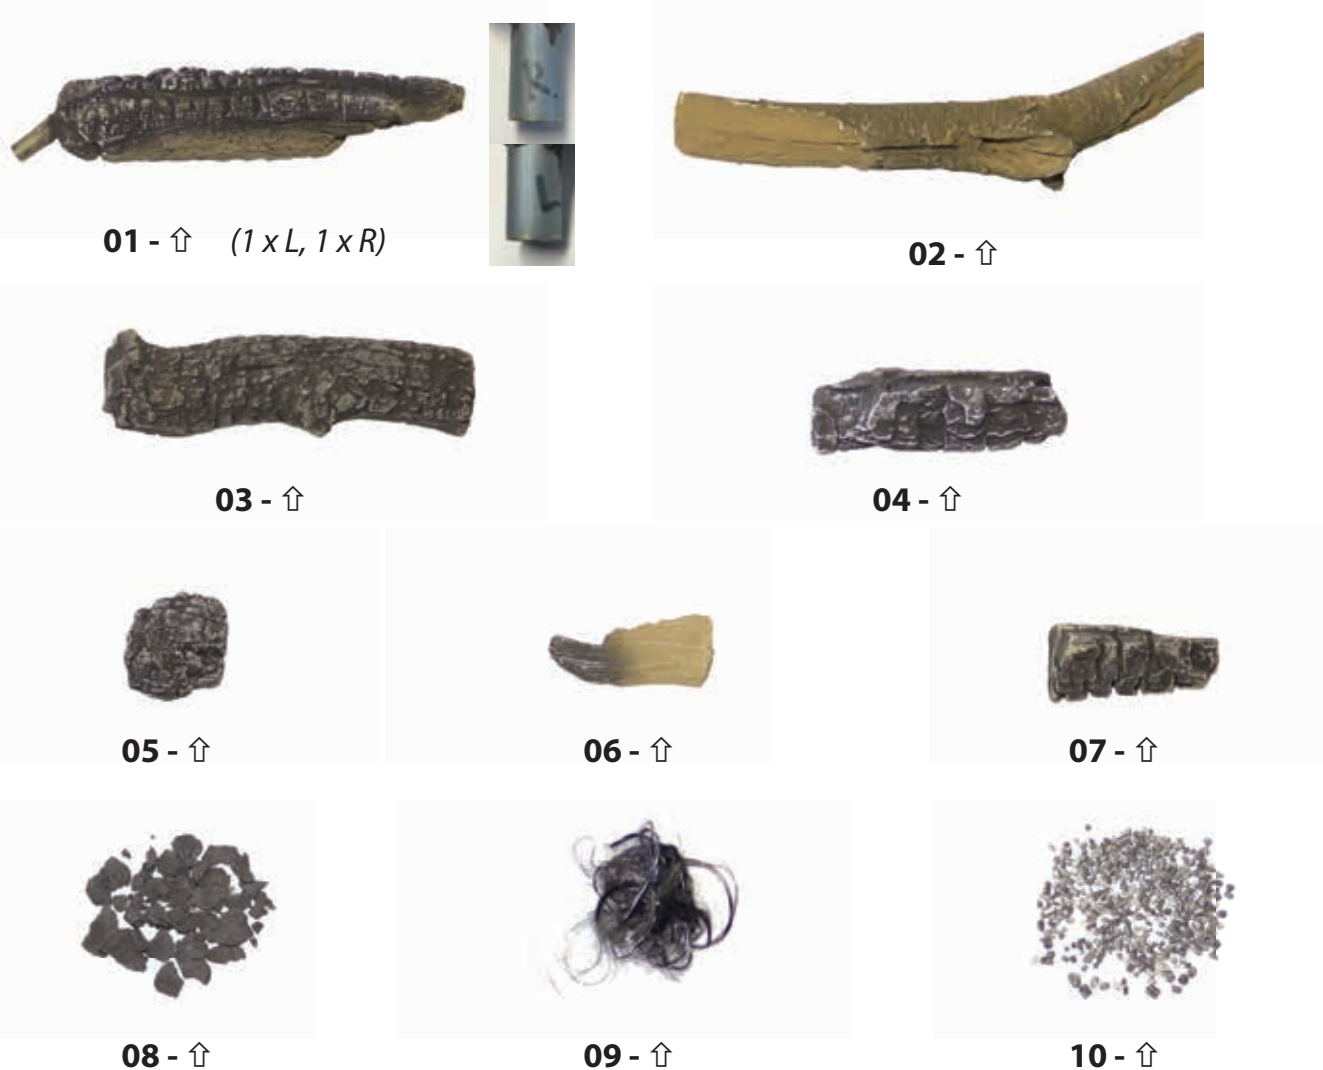 01 - ⇧ (1 x L, 1 x R)
02 - ⇧
03 - ⇧
04 - ⇧
05 - ⇧
06 - ⇧
07 - ⇧
08 - ⇧
09 - ⇧
10 - ⇧